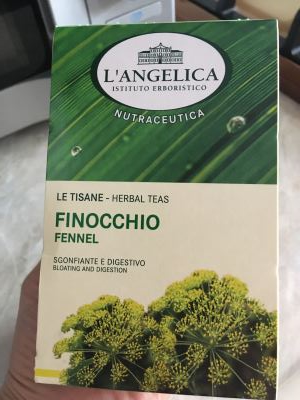 L'ANGELICA
ISTITUTO ERBORISTICO
NUTRACEUTICA
LE TISANE - HERBAL TEAS
FINOCCHIO
FENNEL
SGONFIANTE E DIGESTIVO
BLOATING AND DIGESTION